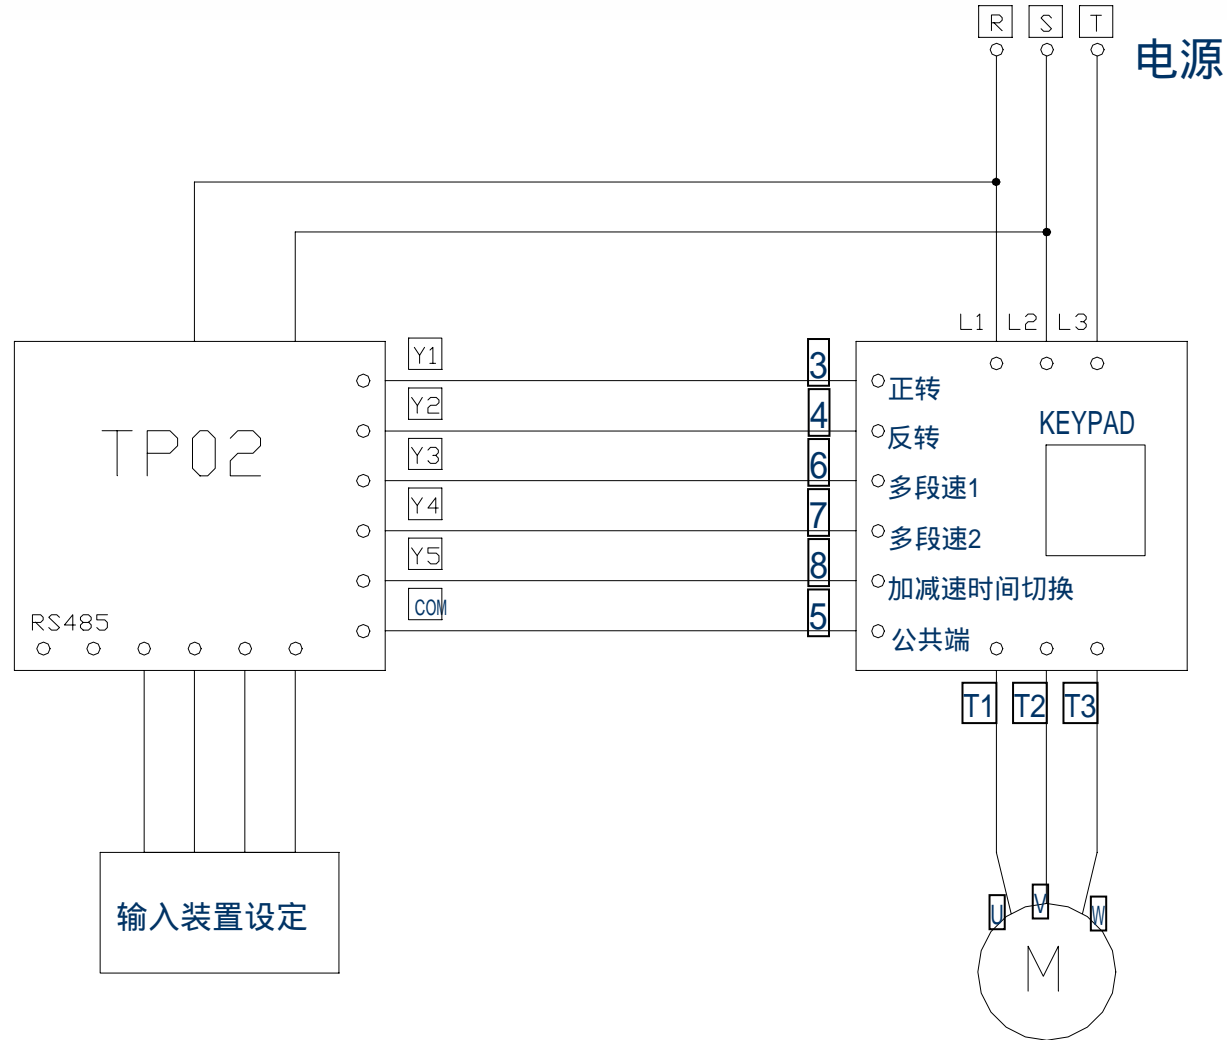 R S T
电源
L1 L2 L3
Y1 3 正转
Y2 4 反转
KEYPAD
TP02
Y3 6 多段速1
Y4 7 多段速2
Y5 8 加减速时间切换
COM 5 公共端
RS485
T1 T2 T3
输入装置设定
U V W
M